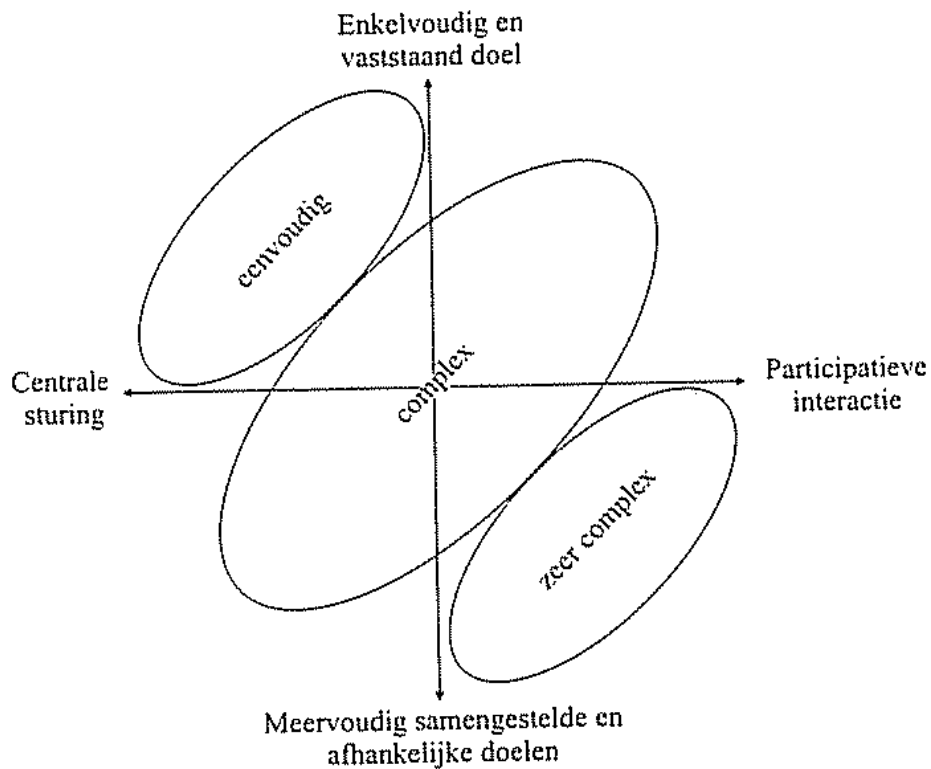 Enkelvoudig en
vaststaand doel
eenvoudig
complex
Centrale
sturing
Participatieve
interactie
zeer complex
Meervoudig samengestelde en
afhankelijke doelen